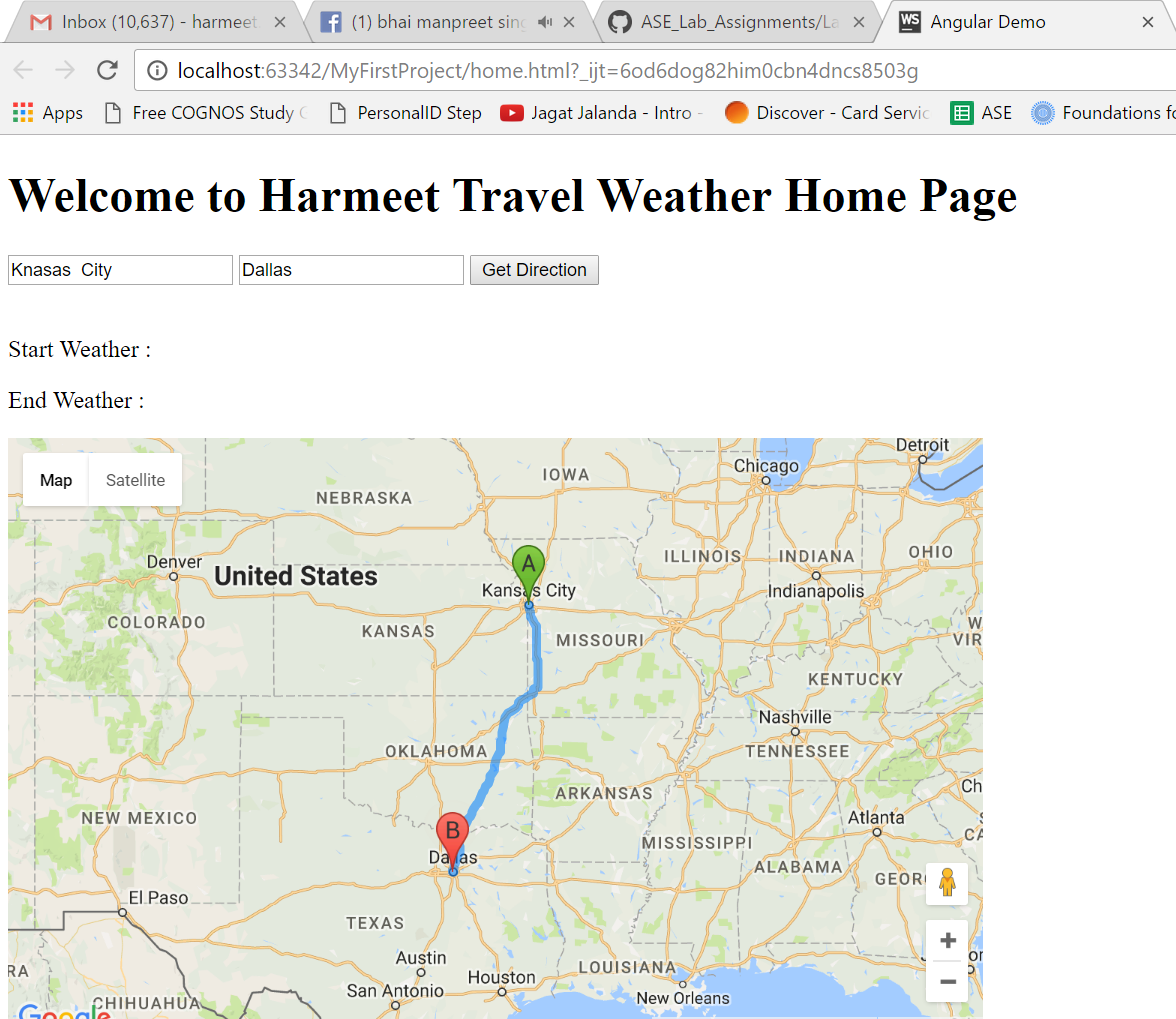 Inbox (10,637) - harmeet.
(1) bhai manpreet sing
ASE_Lab_Assignments/La
WS Angular Demo
localhost:63342/MyFirstProject/home.html?_ijt=6od6dog82him0cbn4dncs8503g
Apps Free COGNOS Study PersonalID Step Jagat Jalanda - Intro - Discover - Card Servic ASE Foundations fo
Welcome to Harmeet Travel Weather Home Page
Knasas  City Dallas Get Direction
Start Weather :
End Weather :
Map Satellite
Detroit
Chicago
IOWA
NEBRASKA
ILLINOIS INDIANA OHIO
Denver
United States
A
Kansas City
Indianapolis
COLORADO
KANSAS
MISSOURI
W
VIR
KENTUCKY
Nashville
OKLAHOMA
TENNESSEE
ARKANSAS
Ch
NEW MEXICO
Atlanta
B
CA
MISSISSIPPI
Dallas
ALABAMA
GEOR
El Paso
TEXAS
Austin
Houston
LOUISIANA
RA
San Antonio
New Orleans
CHIHUAHUA
Google